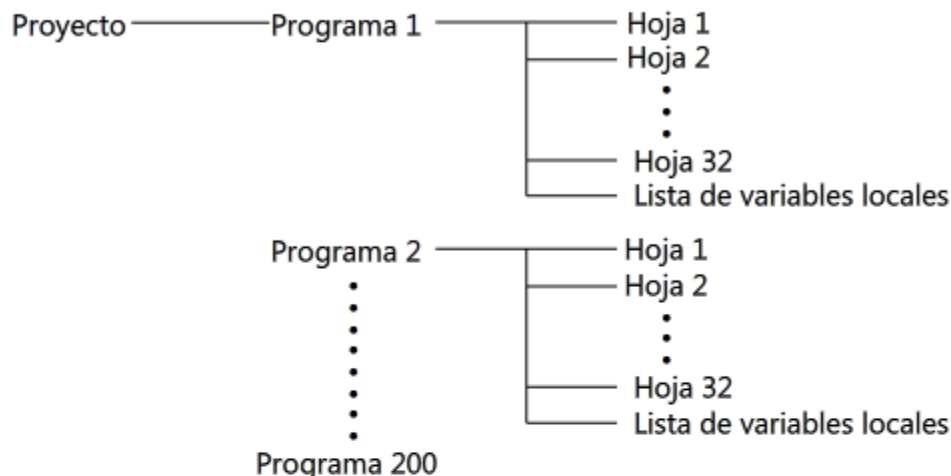 Proyecto Programa 1 Hoja 1
Hoja 2
Hoja 32
Lista de variables locales
Programa 2 Hoja 1
Hoja 2
Hoja 32
Lista de variables locales
Programa 200